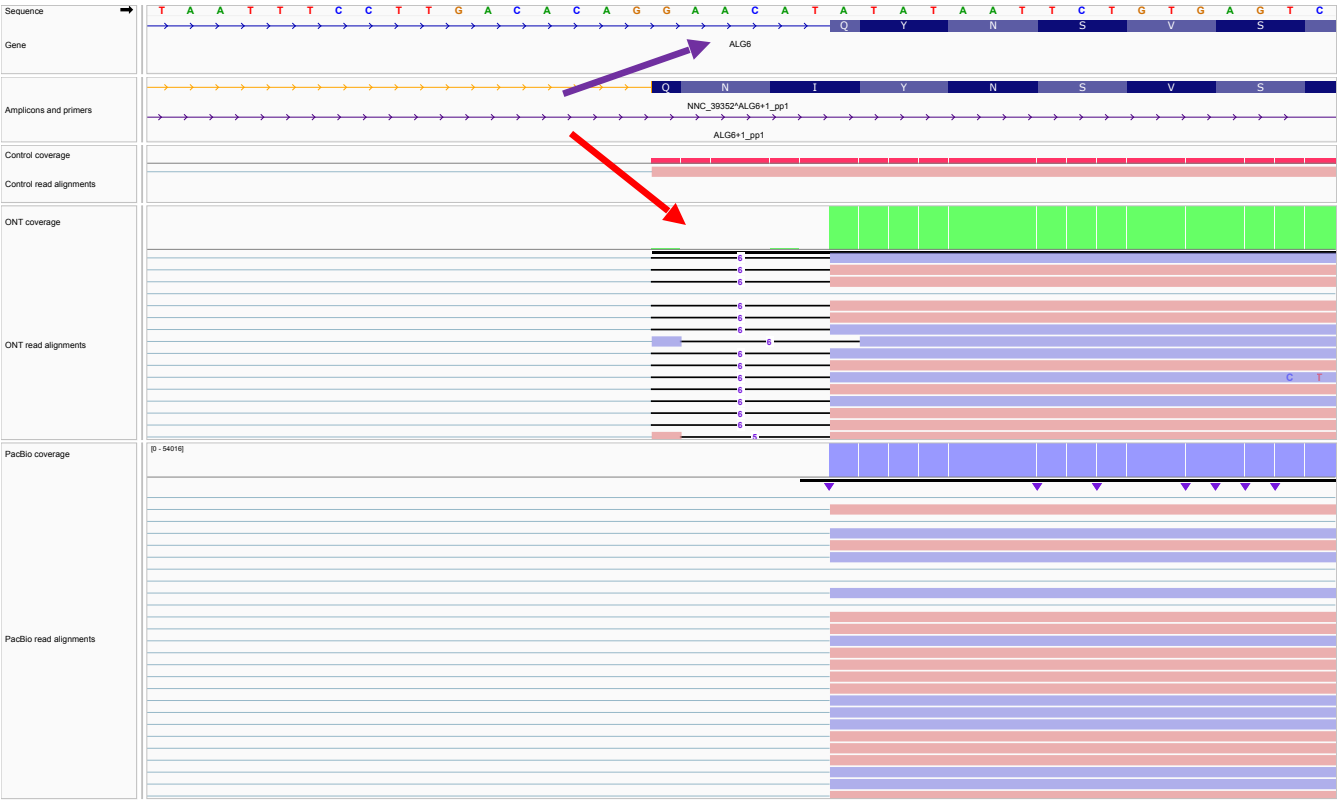 Sequence
T A A T T T C C T T G A C A C A G G A A C A T A T A T A A T T C T G T G A G T C
Gene
Q Y N S V S
ALG6
Q N I Y N S V S
Amplicons and primers
NNC_39352^ALG6+1_pp1
ALG6+1_pp1
Control coverage
Control read alignments
ONT coverage
6
6
6
6
6
6
6
6
6
6
C T
6
6
6
6
5
ONT read alignments
PacBio coverage
[0 - 54016]
PacBio read alignments